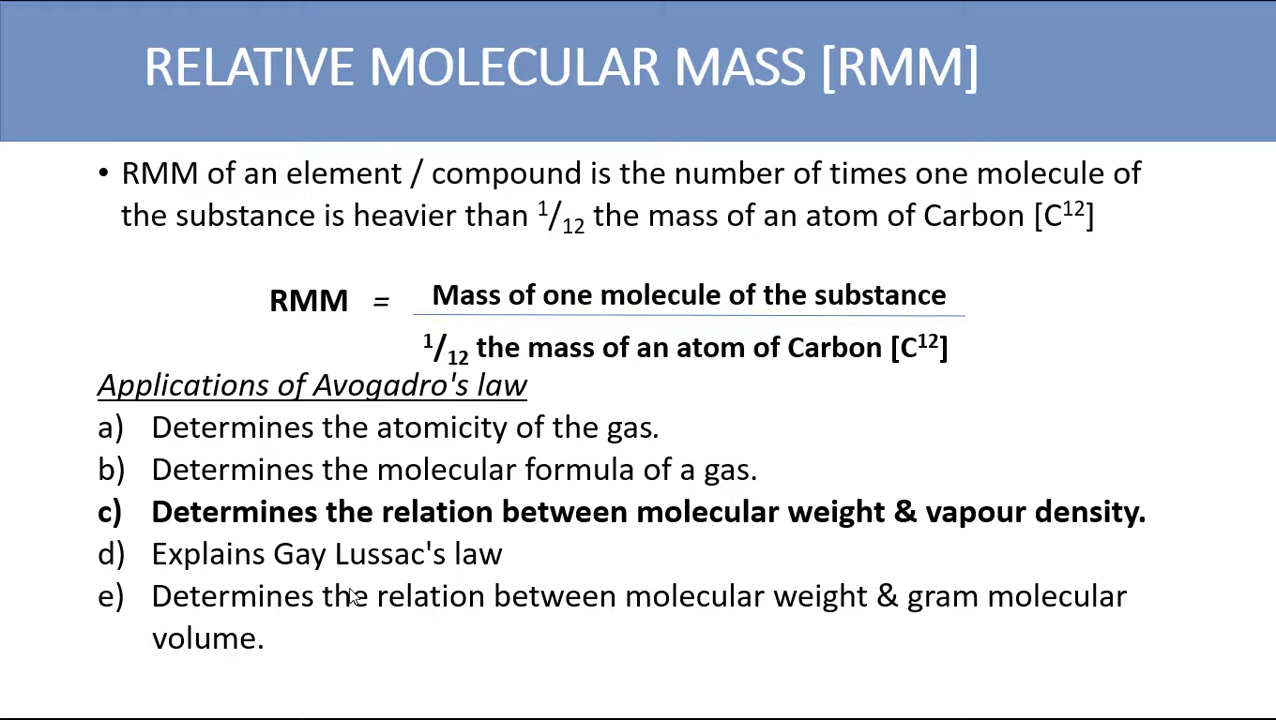 RELATIVE MOLECULAR MASS [RMM]
• RMM of an element / compound is the number of times one molecule of
the substance is heavier than ¹/₁₂ the mass of an atom of Carbon [C¹²]
RMM = Mass of one molecule of the substance
¹/₁₂ the mass of an atom of Carbon [C¹²]
Applications of Avogadro's law
a) Determines the atomicity of the gas.
b) Determines the molecular formula of a gas.
c) Determines the relation between molecular weight & vapour density.
d) Explains Gay Lussac's law
e) Determines the relation between molecular weight & gram molecular
volume.